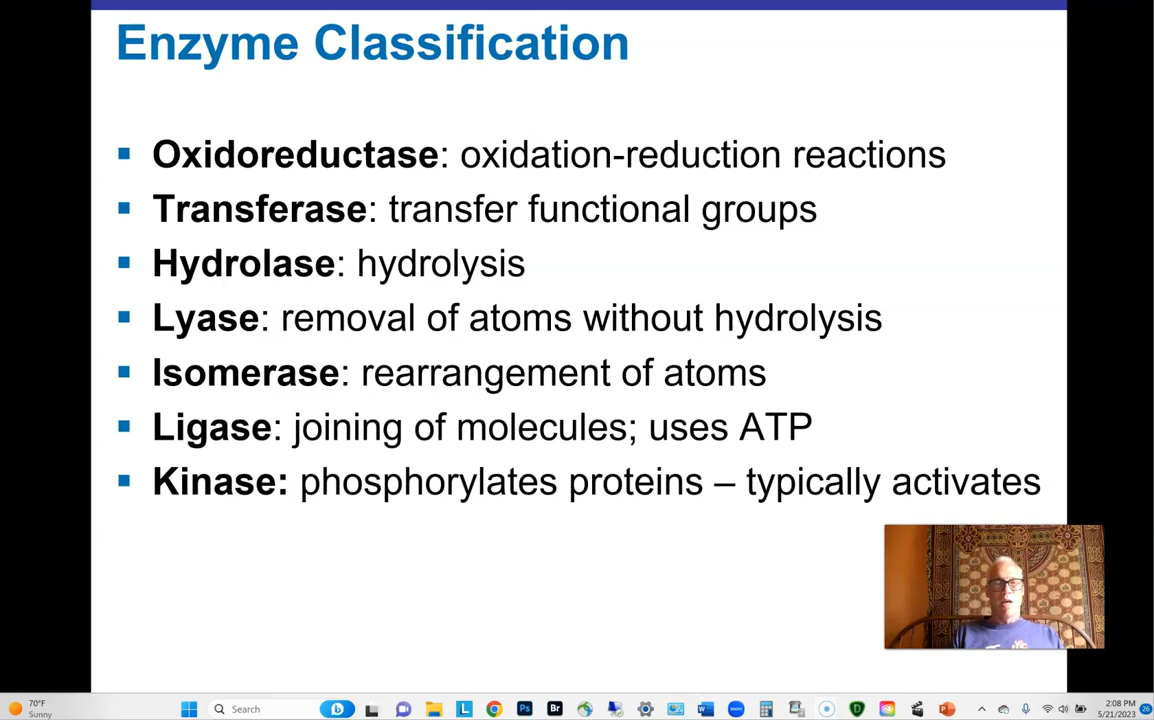 Enzyme Classification
Oxidoreductase: oxidation-reduction reactions
Transferase: transfer functional groups
Hydrolase: hydrolysis
Lyase: removal of atoms without hydrolysis
Isomerase: rearrangement of atoms
Ligase: joining of molecules; uses ATP
Kinase: phosphorylates proteins – typically activates
70°F
Sunny
Search
2:08 PM
5/21/2023
26